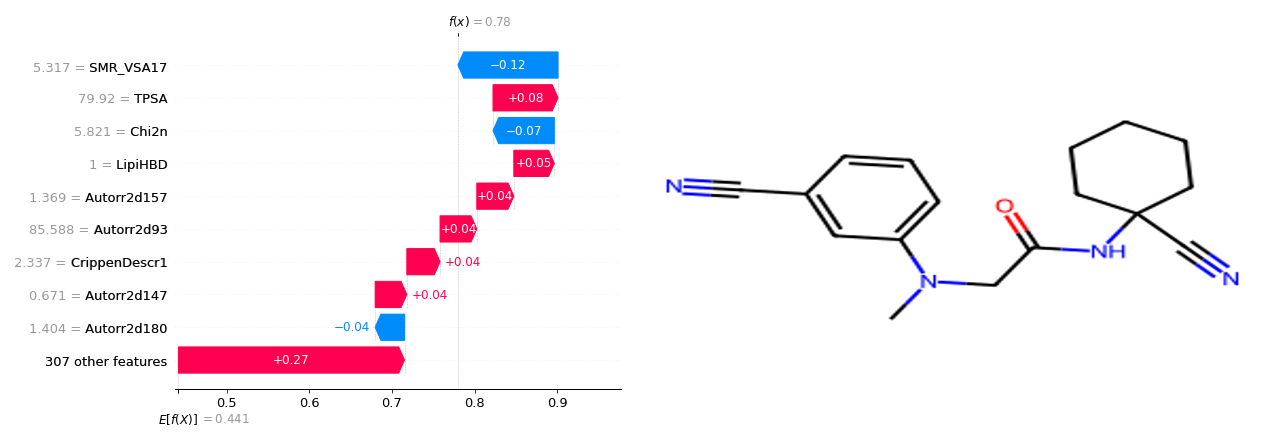 f(x) = 0.78
5.317 = SMR_VSA17
−0.12
79.92 = TPSA
+0.08
5.821 = Chi2n
−0.07
1 = LipiHBD
+0.05
1.369 = Autorr2d157
+0.04
85.588 = Autorr2d93
+0.04
2.337 = CrippenDescr1
+0.04
0.671 = Autorr2d147
+0.04
1.404 = Autorr2d180
−0.04
307 other features
+0.27
0.5 0.6 0.7 0.8 0.9
E[f(X)] = 0.441
N
O
NH
N
N